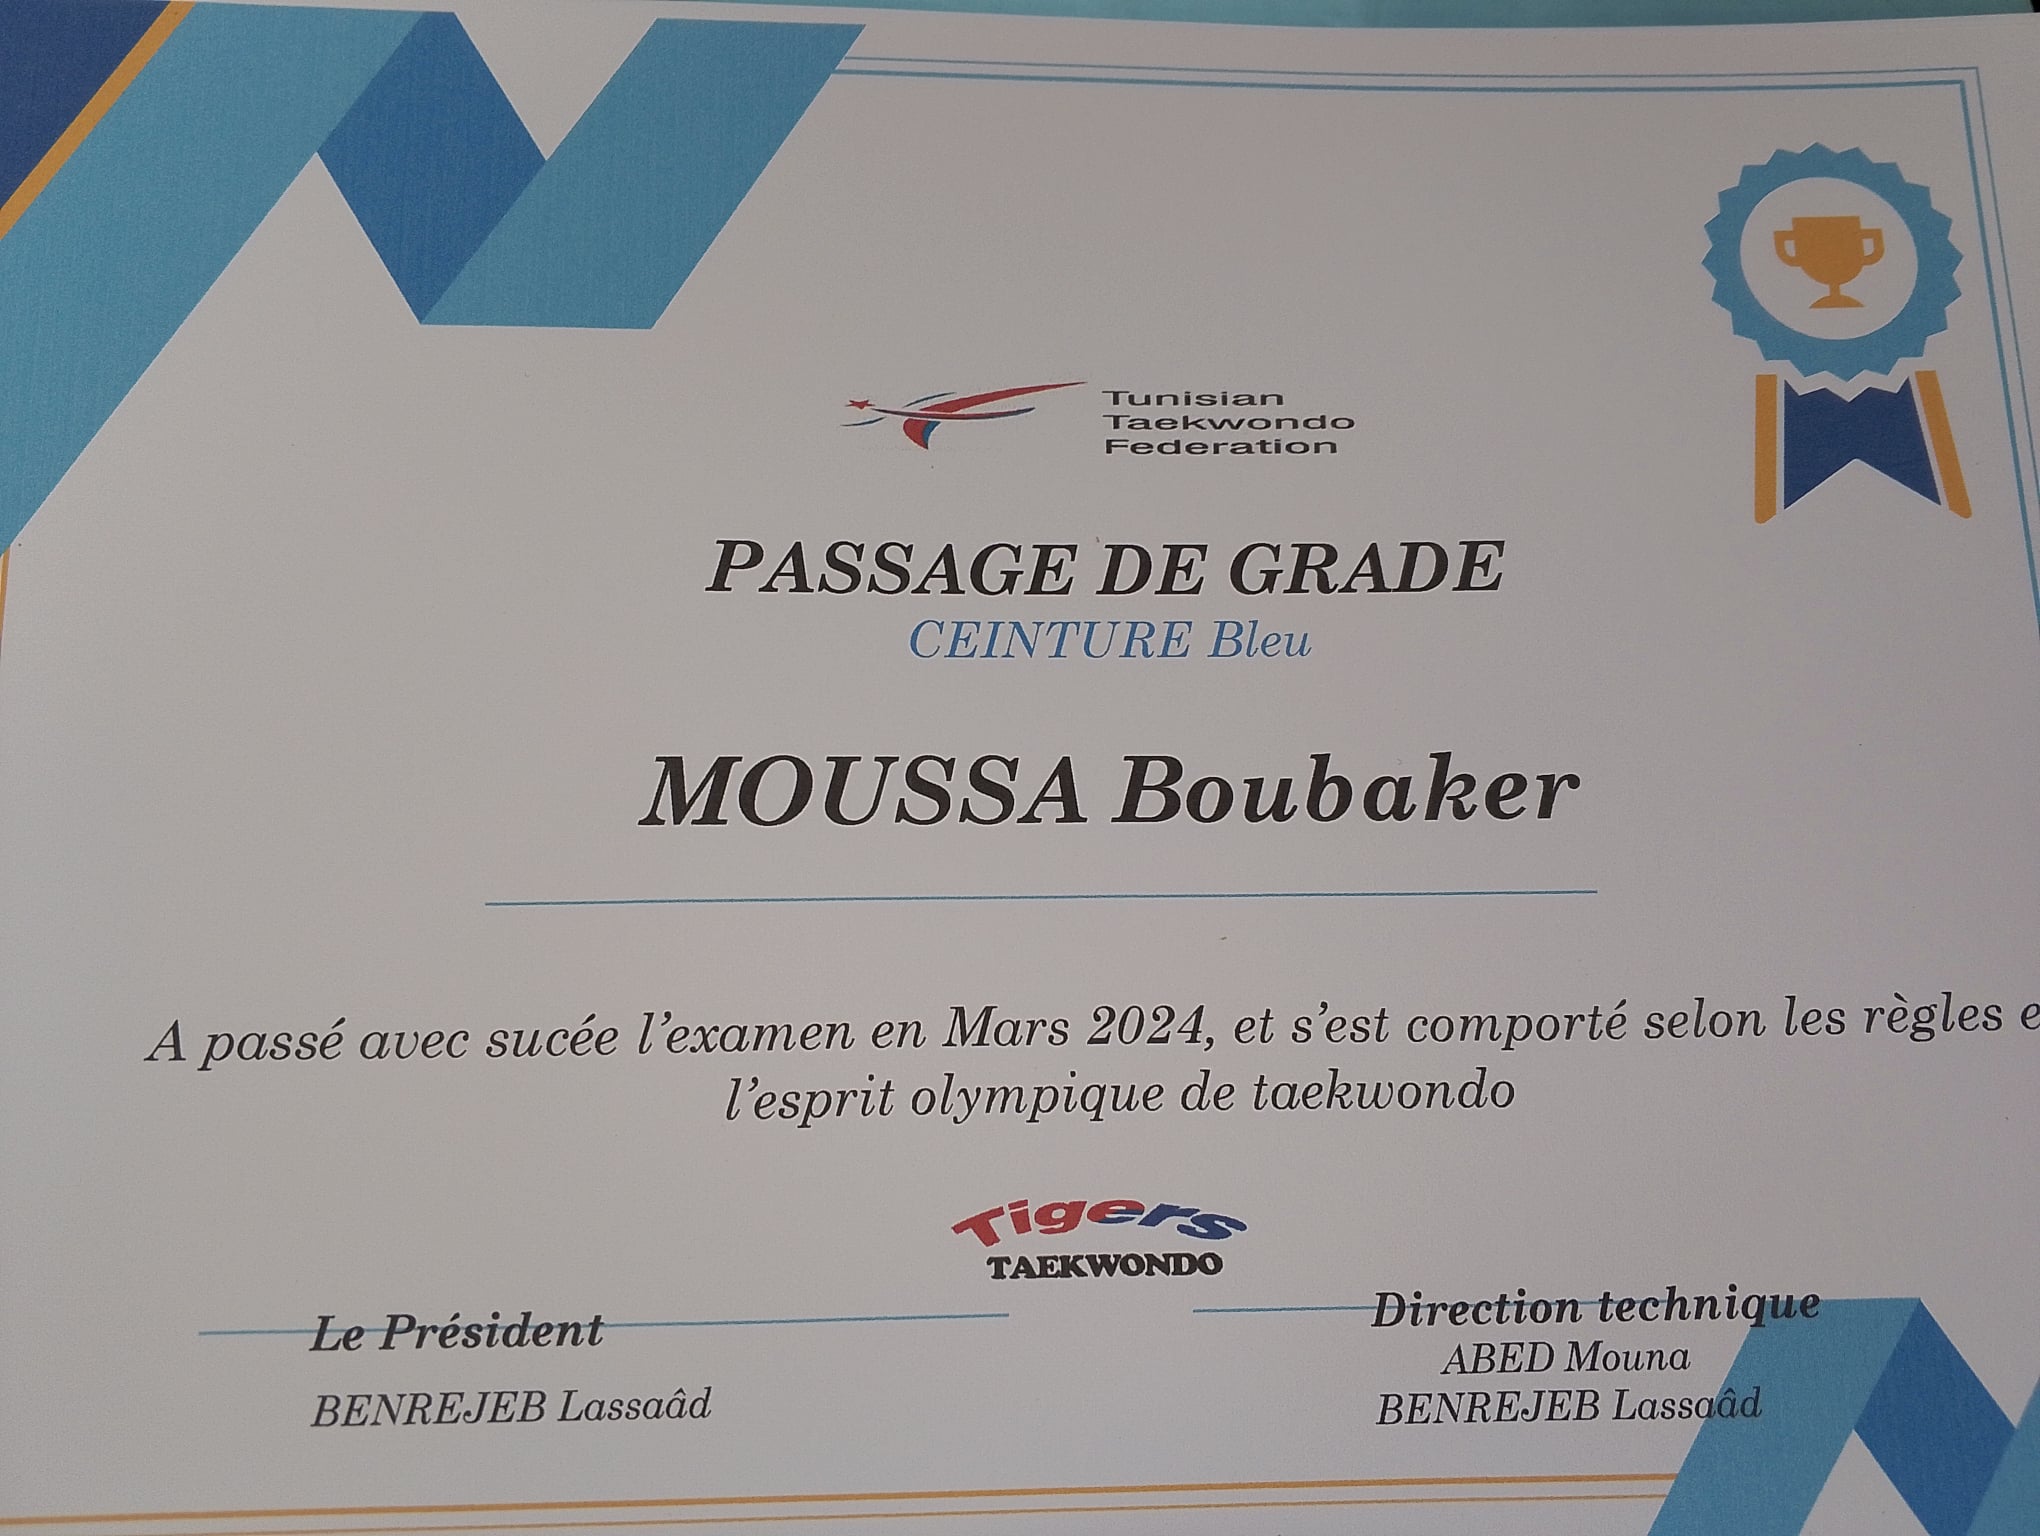 Tunisian
Taekwondo
Federation
PASSAGE DE GRADE
CEINTURE Bleu
MOUSSA Boubaker
A passé avec sucée l'examen en Mars 2024, et s'est comporté selon les règles
l'esprit olympique de taekwondo
Tigers
TAEKWONDO
Le Président
BENREJEB Lassaâd
Direction technique
ABED Mouna
BENREJEB Lassaâd